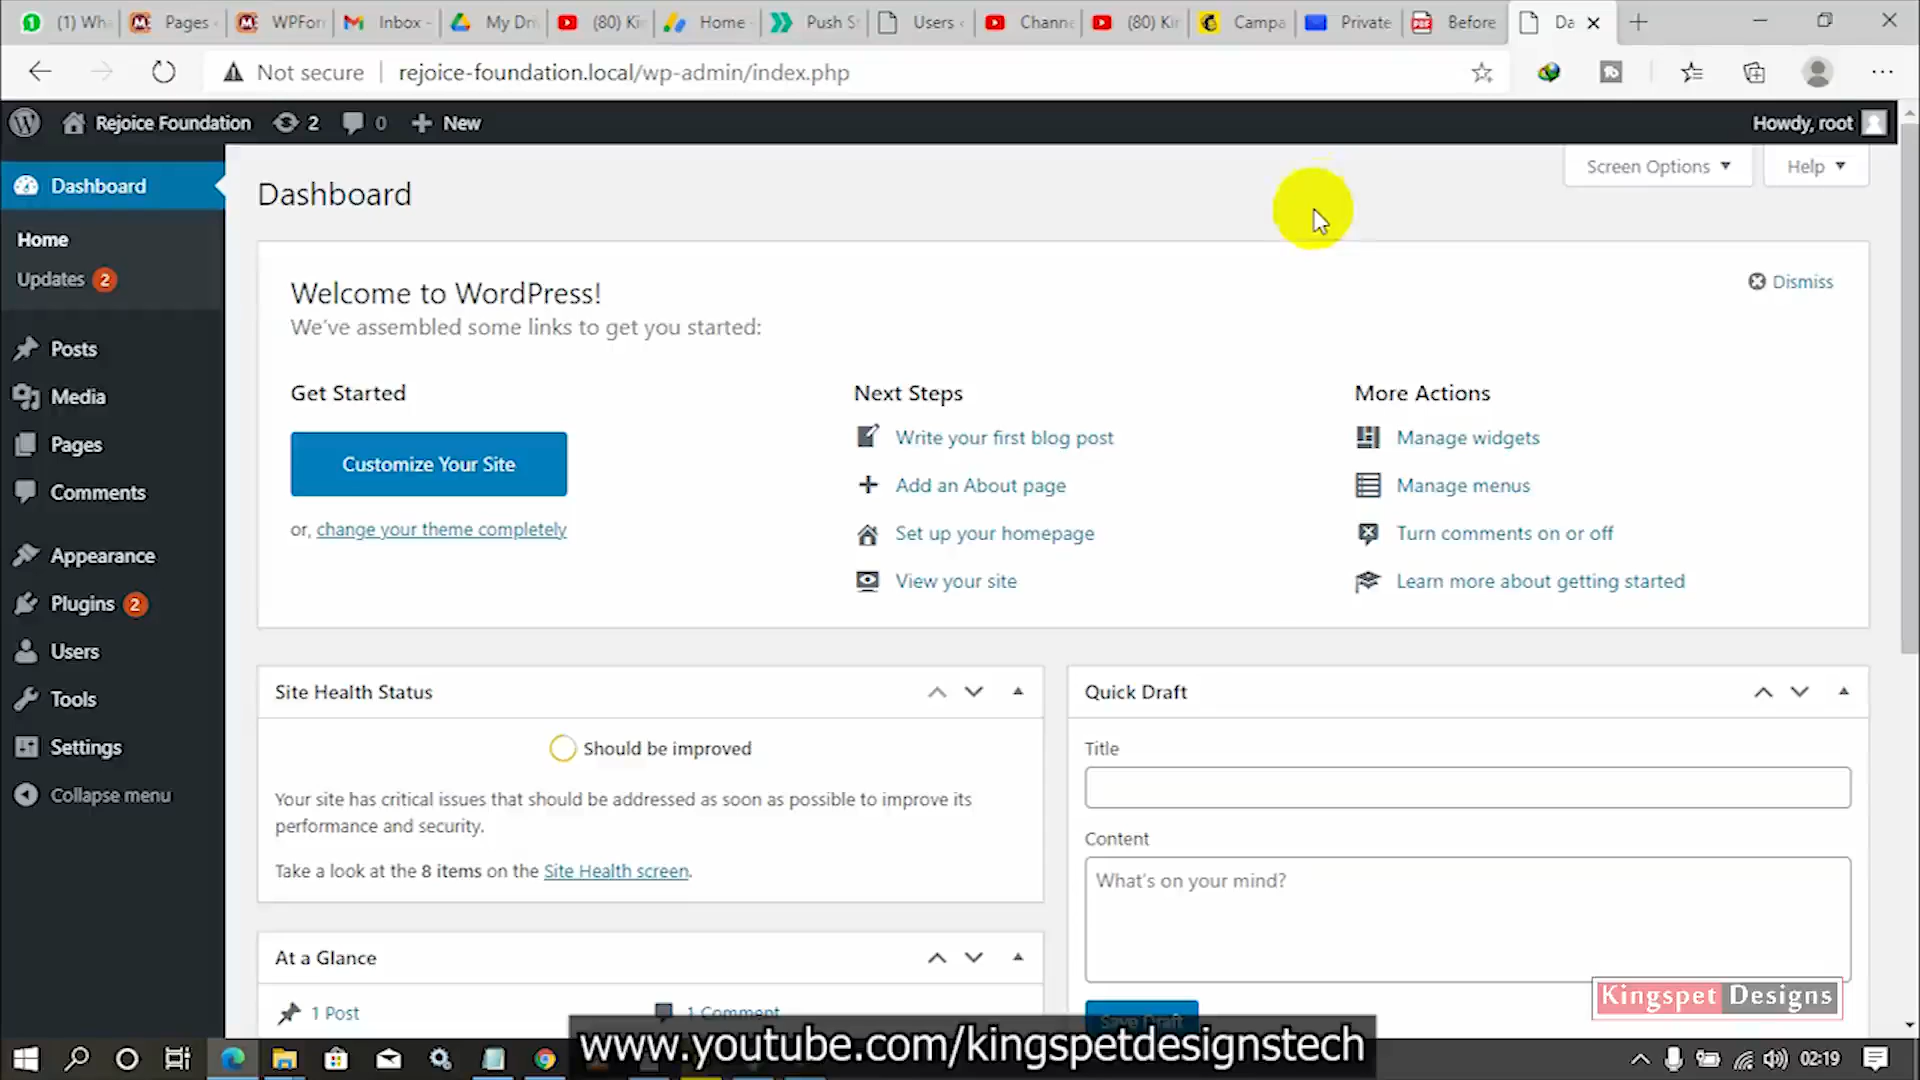 (1) Wh
Pages
WPFor
Inbox -
My Dri
(80) Ki
Home -
Push S
Users ‹
Channe
(80) Ki
Campa
Private
Before
Da
Not secure
rejoice-foundation.local/wp-admin/index.php
Rejoice Foundation
2
0
New
Howdy, root
Screen Options
Help
Dashboard
Home
Updates 2
Posts
Media
Pages
Comments
Appearance
Plugins 2
Users
Tools
Settings
Collapse menu
Dashboard
Welcome to WordPress!
We've assembled some links to get you started:
Dismiss
Get Started
Customize Your Site
or, change your theme completely
Next Steps
Write your first blog post
Add an About page
Set up your homepage
View your site
More Actions
Manage widgets
Manage menus
Turn comments on or off
Learn more about getting started
Site Health Status
Should be improved
Your site has critical issues that should be addressed as soon as possible to improve its
performance and security.
Take a look at the 8 items on the Site Health screen.
At a Glance
1 Post
1 Comment
Quick Draft
Title
Content
What's on your mind?
Save Draft
Kingspet Designs
www.youtube.com/kingspetdesignstech
02:19